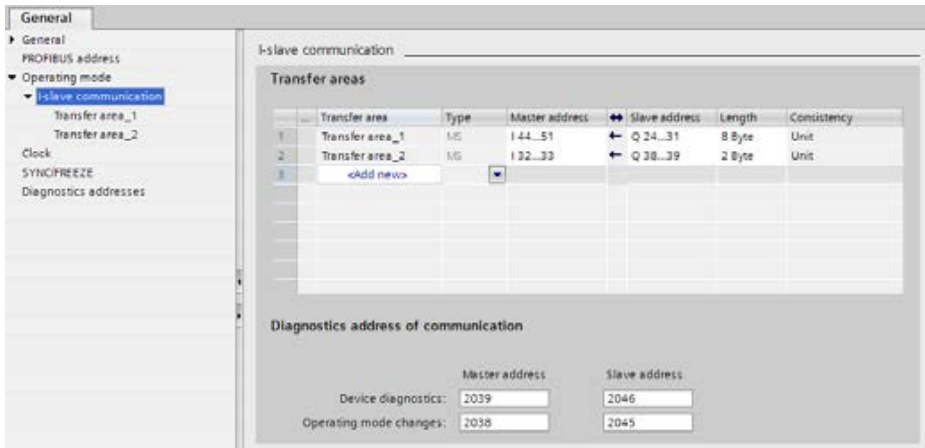 General
General
PROFIBUS address
Operating mode
I-slave communication
Transfer area_1
Transfer area_2
Clock
SYNC/FREEZE
Diagnostics addresses
I-slave communication
Transfer areas
... Transfer area Type Master address ↔ Slave address Length Consistency
1 Transfer area_1 MS I 44...51 ← Q 24...31 8 Byte Unit
2 Transfer area_2 MS I 32...33 ← Q 38...39 2 Byte Unit
3 <Add new>
Diagnostics address of communication
Master address Slave address
Device diagnostics: 2039 2046
Operating mode changes: 2038 2045